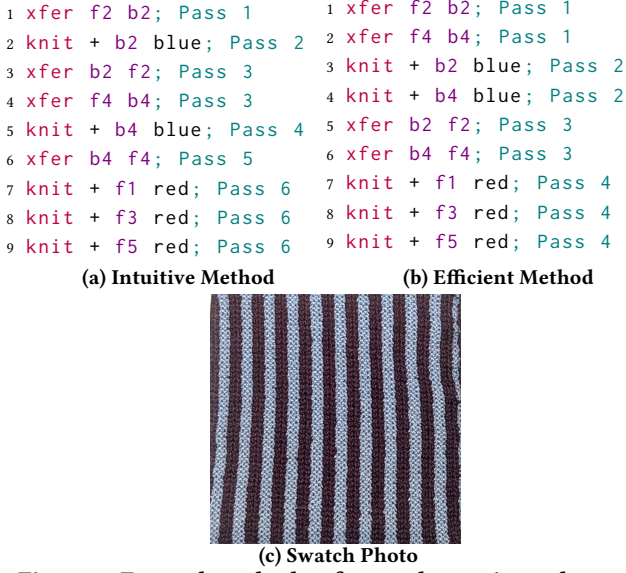 1 xfer f2 b2; Pass 1
2 knit + b2 blue; Pass 2
3 xfer b2 f2; Pass 3
4 xfer f4 b4; Pass 3
5 knit + b4 blue; Pass 4
6 xfer b4 f4; Pass 5
7 knit + f1 red; Pass 6
8 knit + f3 red; Pass 6
9 knit + f5 red; Pass 6
(a) Intuitive Method
1 xfer f2 b2; Pass 1
2 xfer f4 b4; Pass 1
3 knit + b2 blue; Pass 2
4 knit + b4 blue; Pass 2
5 xfer b2 f2; Pass 3
6 xfer b4 f4; Pass 3
7 knit + f1 red; Pass 4
8 knit + f3 red; Pass 4
9 knit + f5 red; Pass 4
(b) Efficient Method
(c) Swatch Photo